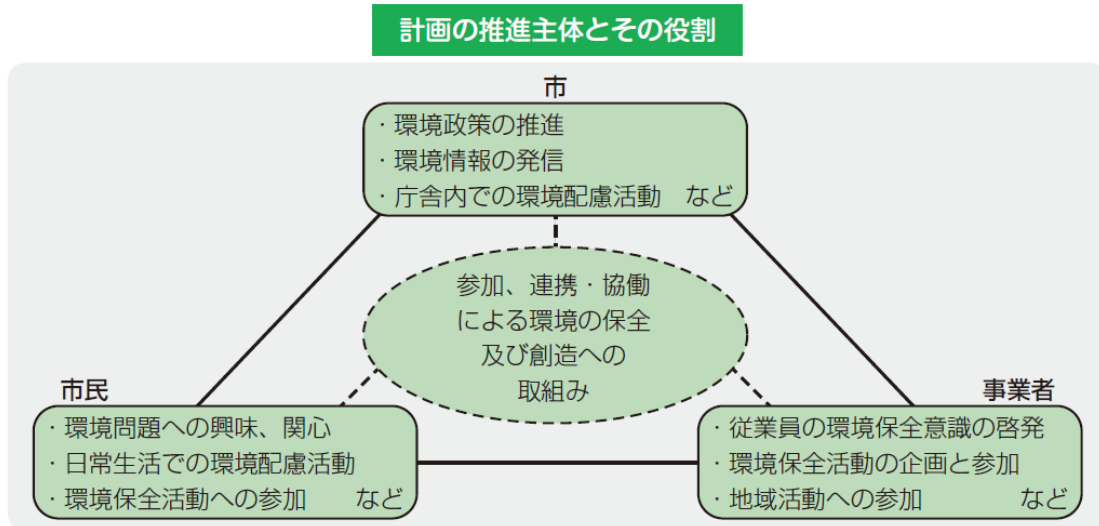 計画の推進主体とその役割
市
・環境政策の推進
・環境情報の発信
・庁舎内での環境配慮活動　など
参加、連携・協働
による環境の保全
及び創造への
取組み
市民
・環境問題への興味、関心
・日常生活での環境配慮活動
・環境保全活動への参加　　など
事業者
・従業員の環境保全意識の啓発
・環境保全活動の企画と参加
・地域活動への参加　　　など